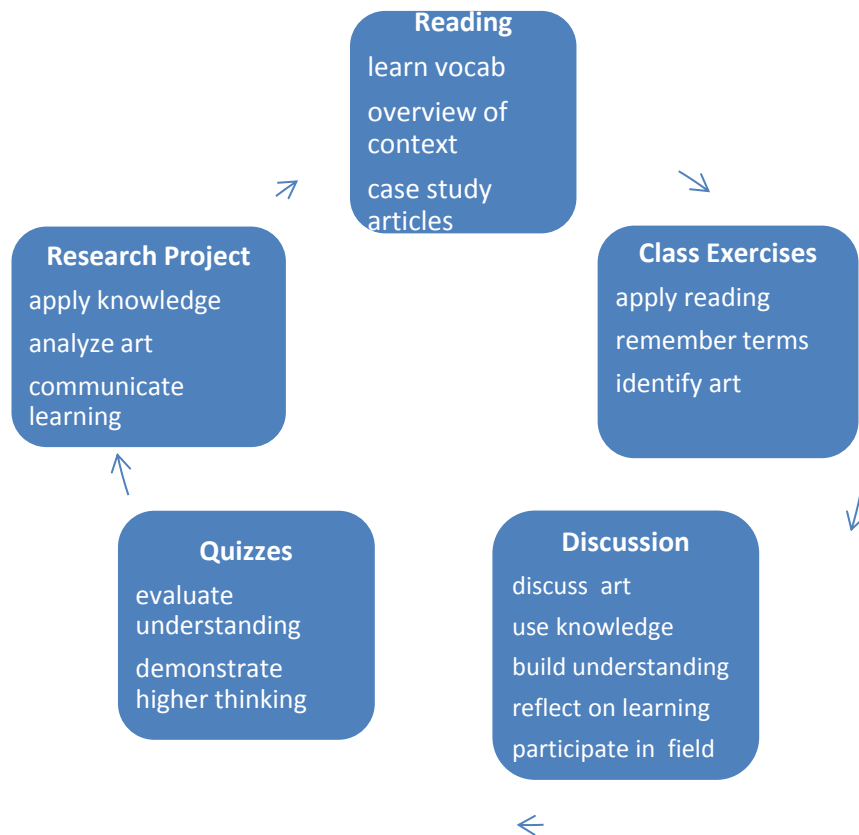 Reading
learn vocab
overview of
context
case study
articles
Class Exercises
apply reading
remember terms
identify art
Discussion
discuss art
use knowledge
build understanding
reflect on learning
participate in field
Quizzes
evaluate
understanding
demonstrate
higher thinking
Research Project
apply knowledge
analyze art
communicate
learning